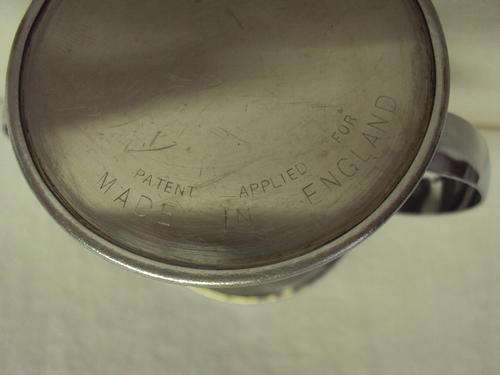 PATENT APPLIED FOR
MADE IN ENGLAND